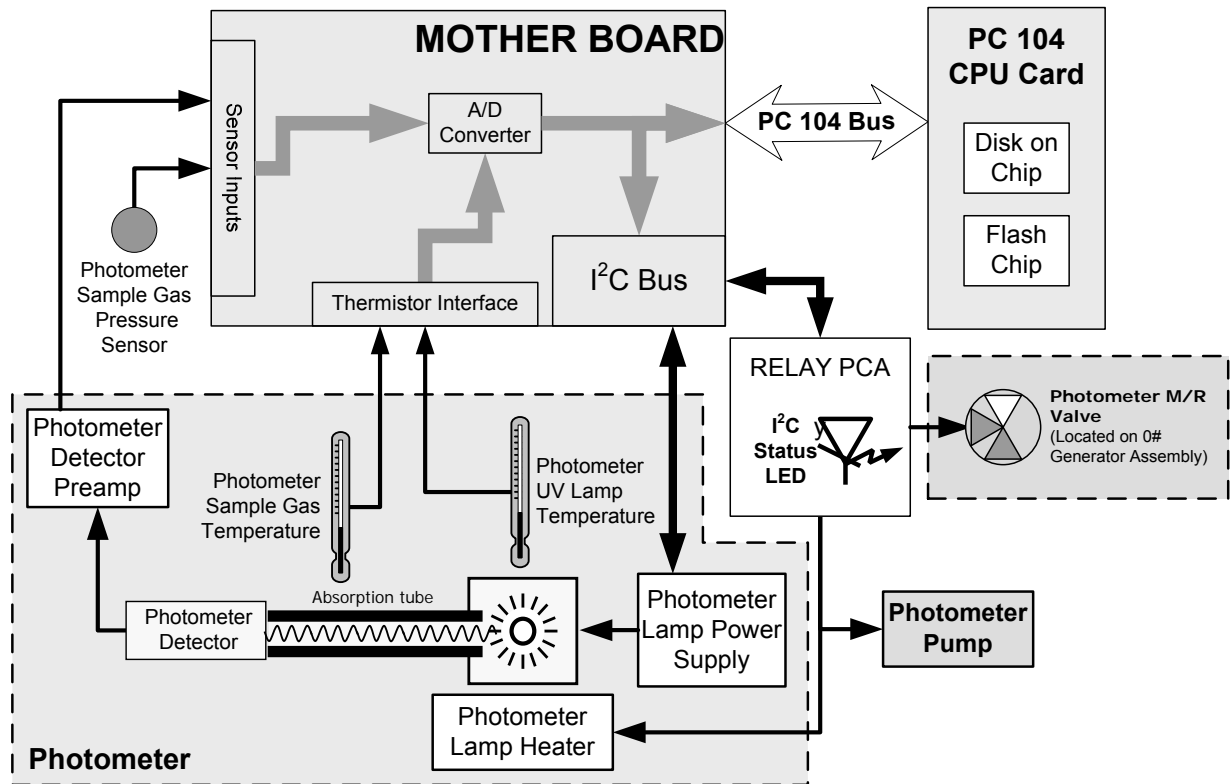 MOTHER BOARD
PC 104
CPU Card
Disk on
Chip
Flash
Chip
PC 104 Bus
A/D
Converter
Sensor Inputs
Thermistor Interface
I²C Bus
Photometer
Sample Gas
Pressure
Sensor
RELAY PCA
I²C
Status
LED
y
Photometer M/R
Valve
(Located on 0#
Generator Assembly)
Photometer
Detector
Preamp
Photometer
Sample Gas
Temperature
Photometer
UV Lamp
Temperature
Absorption tube
Photometer
Detector
Photometer
Lamp Power
Supply
Photometer
Pump
Photometer
Lamp Heater
Photometer